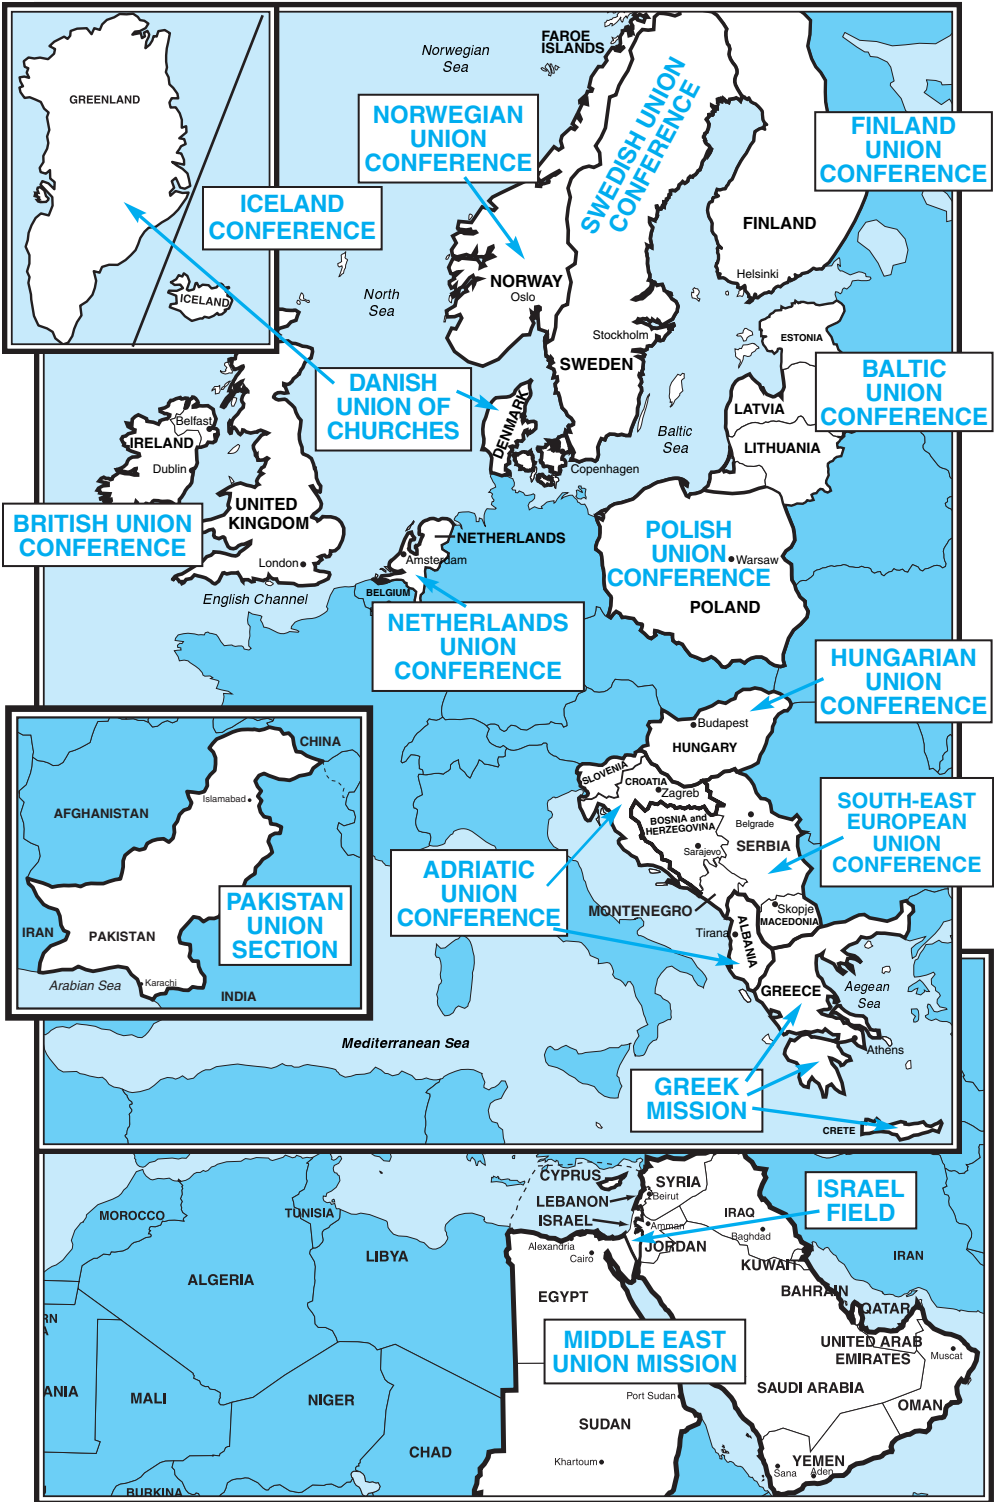 GREENLAND
ICELAND
ICELAND
CONFERENCE
Norwegian
Sea
FAROE
ISLANDS
NORWEGIAN
UNION
CONFERENCE
SWEDISH UNION
CONFERENCE
FINLAND
UNION
CONFERENCE
FINLAND
Helsinki
NORWAY
Oslo
North
Sea
Stockholm
SWEDEN
ESTONIA
BALTIC
UNION
CONFERENCE
LATVIA
LITHUANIA
Baltic
Sea
DANISH
UNION OF
CHURCHES
DENMARK
Copenhagen
Belfast
IRELAND
Dublin
UNITED
KINGDOM
London
BRITISH UNION
CONFERENCE
English Channel
NETHERLANDS
Amsterdam
BELGIUM
NETHERLANDS
UNION
CONFERENCE
POLISH
UNION
CONFERENCE
Warsaw
POLAND
HUNGARIAN
UNION
CONFERENCE
Budapest
HUNGARY
SLOVENIA
CROATIA
Zagreb
BOSNIA and
HERZEGOVINA
Sarajevo
Belgrade
SERBIA
SOUTH-EAST
EUROPEAN
UNION
CONFERENCE
ADRIATIC
UNION
CONFERENCE
MONTENEGRO
Skopje
MACEDONIA
Tirana
ALBANIA
GREECE
Aegean
Sea
Athens
Mediterranean Sea
GREEK
MISSION
CRETE
CHINA
Islamabad
AFGHANISTAN
PAKISTAN
UNION
SECTION
IRAN
PAKISTAN
Arabian Sea
Karachi
INDIA
CYPRUS
LEBANON
ISRAEL
SYRIA
Beirut
Amman
JORDAN
IRAQ
Baghdad
ISRAEL
FIELD
KUWAIT
IRAN
BAHRAIN
QATAR
UNITED ARAB
EMIRATES
Muscat
SAUDI ARABIA
OMAN
YEMEN
Sana
Aden
MOROCCO
TUNISIA
ALGERIA
LIBYA
Alexandria
Cairo
EGYPT
MIDDLE EAST
UNION MISSION
Port Sudan
SUDAN
Khartoum
RN
A
ANIA
MALI
NIGER
CHAD
BURKINA